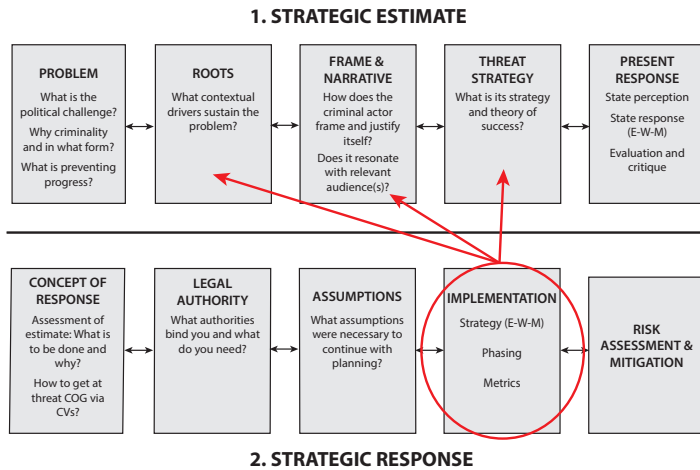 1. STRATEGIC ESTIMATE
PROBLEM
What is the
political challenge?
Why criminality
and in what form?
What is preventing
progress?
ROOTS
What contextual
drivers sustain the
problem?
FRAME &
NARRATIVE
How does the
criminal actor
frame and justify
itself?
Does it resonate
with relevant
audience(s)?
THREAT
STRATEGY
What is its strategy
and theory of
success?
PRESENT
RESPONSE
State perception
State response
(E-W-M)
Evaluation and
critique
CONCEPT OF
RESPONSE
Assessment of
estimate: What is
to be done and
why?
How to get at
threat COG via
CVs?
LEGAL
AUTHORITY
What authorities
bind you and what
do you need?
ASSUMPTIONS
What assumptions
were necessary to
continue with
planning?
IMPLEMENTATION
Strategy (E-W-M)
Phasing
Metrics
RISK
ASSESSMENT &
MITIGATION
2. STRATEGIC RESPONSE